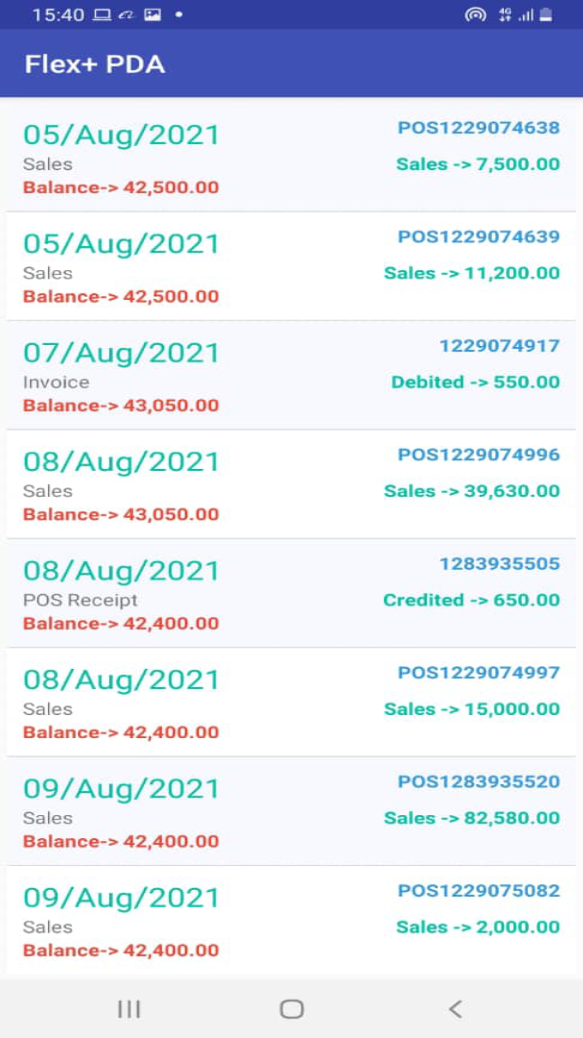 15:40 4G
Flex+ PDA
05/Aug/2021 POS1229074638
Sales Sales -> 7,500.00
Balance-> 42,500.00
05/Aug/2021 POS1229074639
Sales Sales -> 11,200.00
Balance-> 42,500.00
07/Aug/2021 1229074917
Invoice Debited -> 550.00
Balance-> 43,050.00
08/Aug/2021 POS1229074996
Sales Sales -> 39,630.00
Balance-> 43,050.00
08/Aug/2021 1283935505
POS Receipt Credited -> 650.00
Balance-> 42,400.00
08/Aug/2021 POS1229074997
Sales Sales -> 15,000.00
Balance-> 42,400.00
09/Aug/2021 POS1283935520
Sales Sales -> 82,580.00
Balance-> 42,400.00
09/Aug/2021 POS1229075082
Sales Sales -> 2,000.00
Balance-> 42,400.00